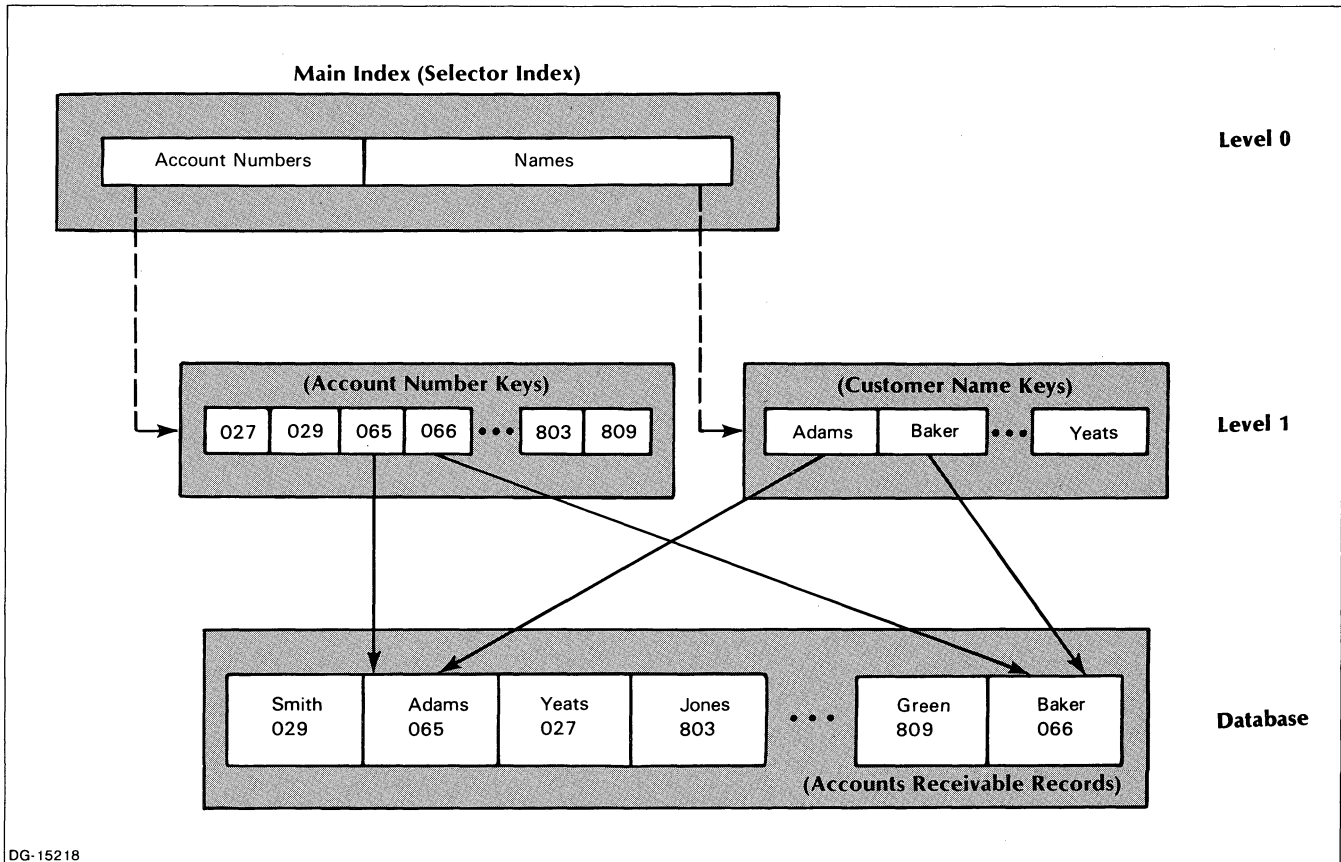 Main Index (Selector Index)
Level 0
Account Numbers Names
(Account Number Keys)
(Customer Name Keys)
Level 1
027 029 065 066 ••• 803 809
Adams Baker ••• Yeats
Smith Adams Yeats Jones ••• Green Baker
029 065 027 803 809 066
Database
(Accounts Receivable Records)
DG-15218